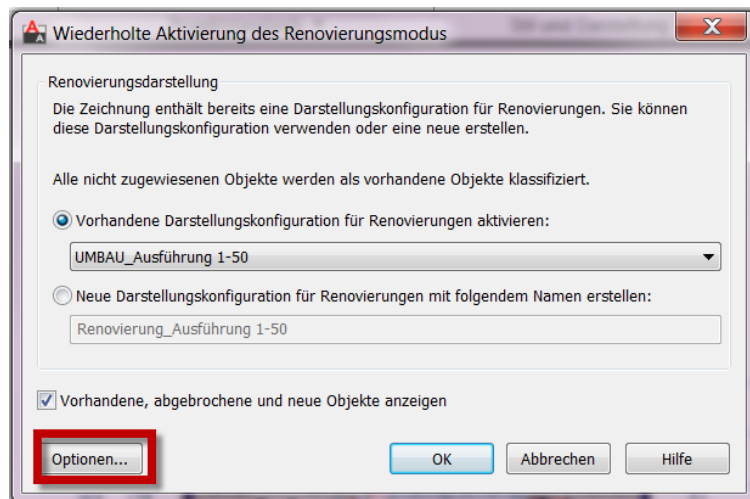 Wiederholte Aktivierung des Renovierungsmodus
Renovierungsdarstellung
Die Zeichnung enthält bereits eine Darstellungskonfiguration für Renovierungen. Sie können
diese Darstellungskonfiguration verwenden oder eine neue erstellen.
Alle nicht zugewiesenen Objekte werden als vorhandene Objekte klassifiziert.
Vorhandene Darstellungskonfiguration für Renovierungen aktivieren:
UMBAU_Ausführung 1-50
Neue Darstellungskonfiguration für Renovierungen mit folgendem Namen erstellen:
Renovierung_Ausführung 1-50
Vorhandene, abgebrochene und neue Objekte anzeigen
Optionen... OK Abbrechen Hilfe